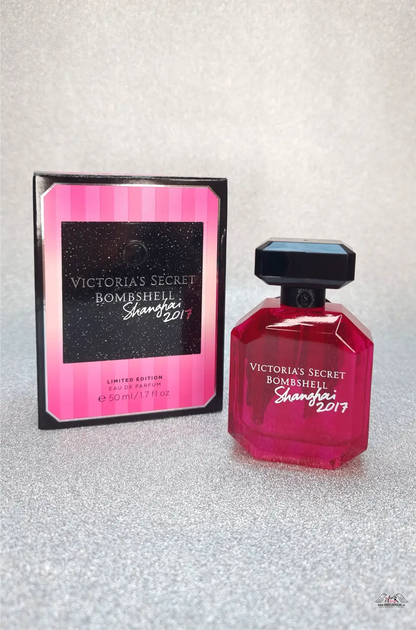 VICTORIA'S SECRET
BOMBSHELL
Shanghai
2017
LIMITED EDITION
EAU DE PARFUM
℮ 50 ml/1.7 fl oz
VICTORIA'S SECRET
BOMBSHELL
Shanghai
2017